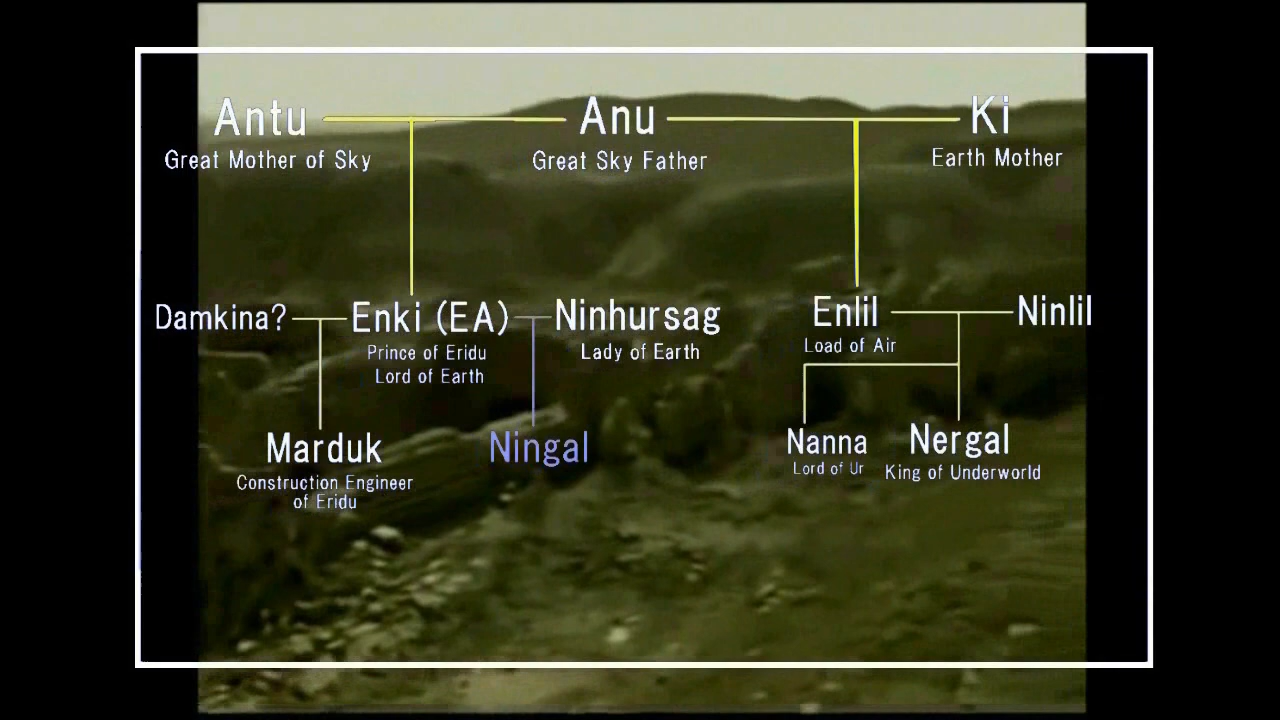 Antu
Anu
Ki
Great Mother of Sky
Great Sky Father
Earth Mother
Damkina?
Enki (EA)
Ninhursag
Enlil
Ninlil
Prince of Eridu
Lord of Earth
Lady of Earth
Load of Air
Marduk
Ningal
Nanna
Nergal
Construction Engineer
of Eridu
Lord of Ur
King of Underworld